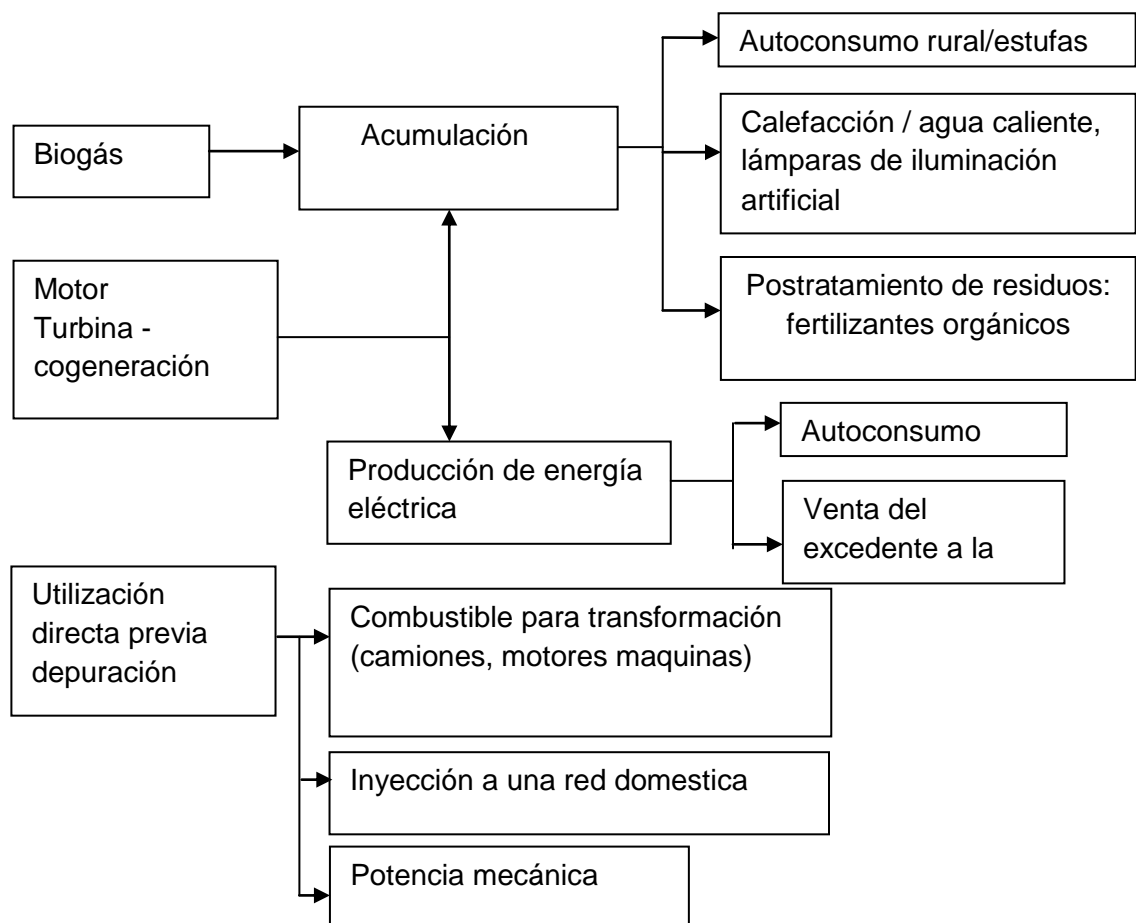 Autoconsumo rural/estufas
Biogás
Acumulación
Calefacción / agua caliente,
lámparas de iluminación
artificial
Motor
Turbina -
cogeneración
Postratamiento de residuos:
fertilizantes orgánicos
Producción de energía
eléctrica
Autoconsumo
Venta del
excedente a la
Utilización
directa previa
depuración
Combustible para transformación
(camiones, motores maquinas)
Inyección a una red domestica
Potencia mecánica